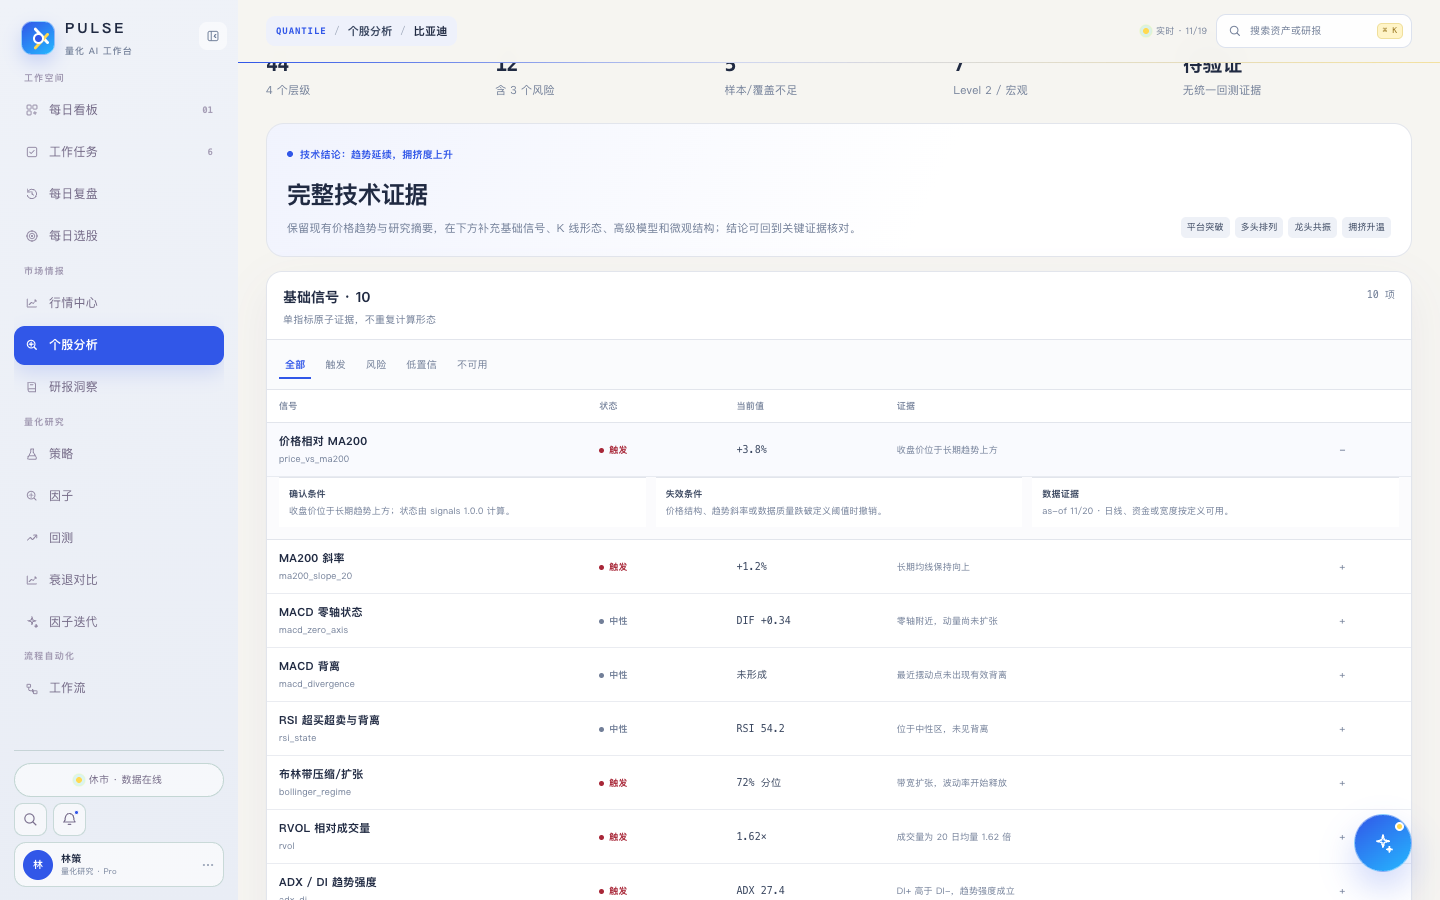 PULSE
量化 AI 工作台
工作空间
每日看板 01
工作任务 6
每日复盘
每日选股
市场情报
行情中心
个股分析
研报洞察
量化研究
策略
因子
回测
衰退对比
因子迭代
流程自动化
工作流
休市 · 数据在线
林
林策
量化研究 · Pro
QUANTILE / 个股分析 / 比亚迪
实时 · 11/19
搜索资产或研报
⌘ K
44 12 5 7 待验证
4 个层级 含 3 个风险 样本/覆盖不足 Level 2 / 宏观 无统一回测证据
技术结论：趋势延续，拥挤度上升
完整技术证据
保留现有价格趋势与研究摘要，在下方补充基础信号、K 线形态、高级模型和微观结构；结论可回到关键证据核对。
平台突破 多头排列 龙头共振 拥挤升温
基础信号 · 10
10 项
单指标原子证据，不重复计算形态
全部 触发 风险 低置信 不可用
信号 状态 当前值 证据
价格相对 MA200
price_vs_ma200
触发 +3.8% 收盘价位于长期趋势上方 −
确认条件
收盘价位于长期趋势上方；状态由 signals 1.0.0 计算。
失效条件
价格结构、趋势斜率或数据质量跌破定义阈值时撤销。
数据证据
as-of 11/20 · 日线、资金或宽度按定义可用。
MA200 斜率
ma200_slope_20
触发 +1.2% 长期均线保持向上 +
MACD 零轴状态
macd_zero_axis
中性 DIF +0.34 零轴附近，动量尚未扩张 +
MACD 背离
macd_divergence
中性 未形成 最近摆动点未出现有效背离 +
RSI 超买超卖与背离
rsi_state
中性 RSI 54.2 位于中性区，未见背离 +
布林带压缩/扩张
bollinger_regime
触发 72% 分位 带宽扩张，波动率开始释放 +
RVOL 相对成交量
rvol
触发 1.62× 成交量为 20 日均量 1.62 倍 +
ADX / DI 趋势强度
adx_di
触发 ADX 27.4 DI+ 高于 DI−，趋势强度成立 +